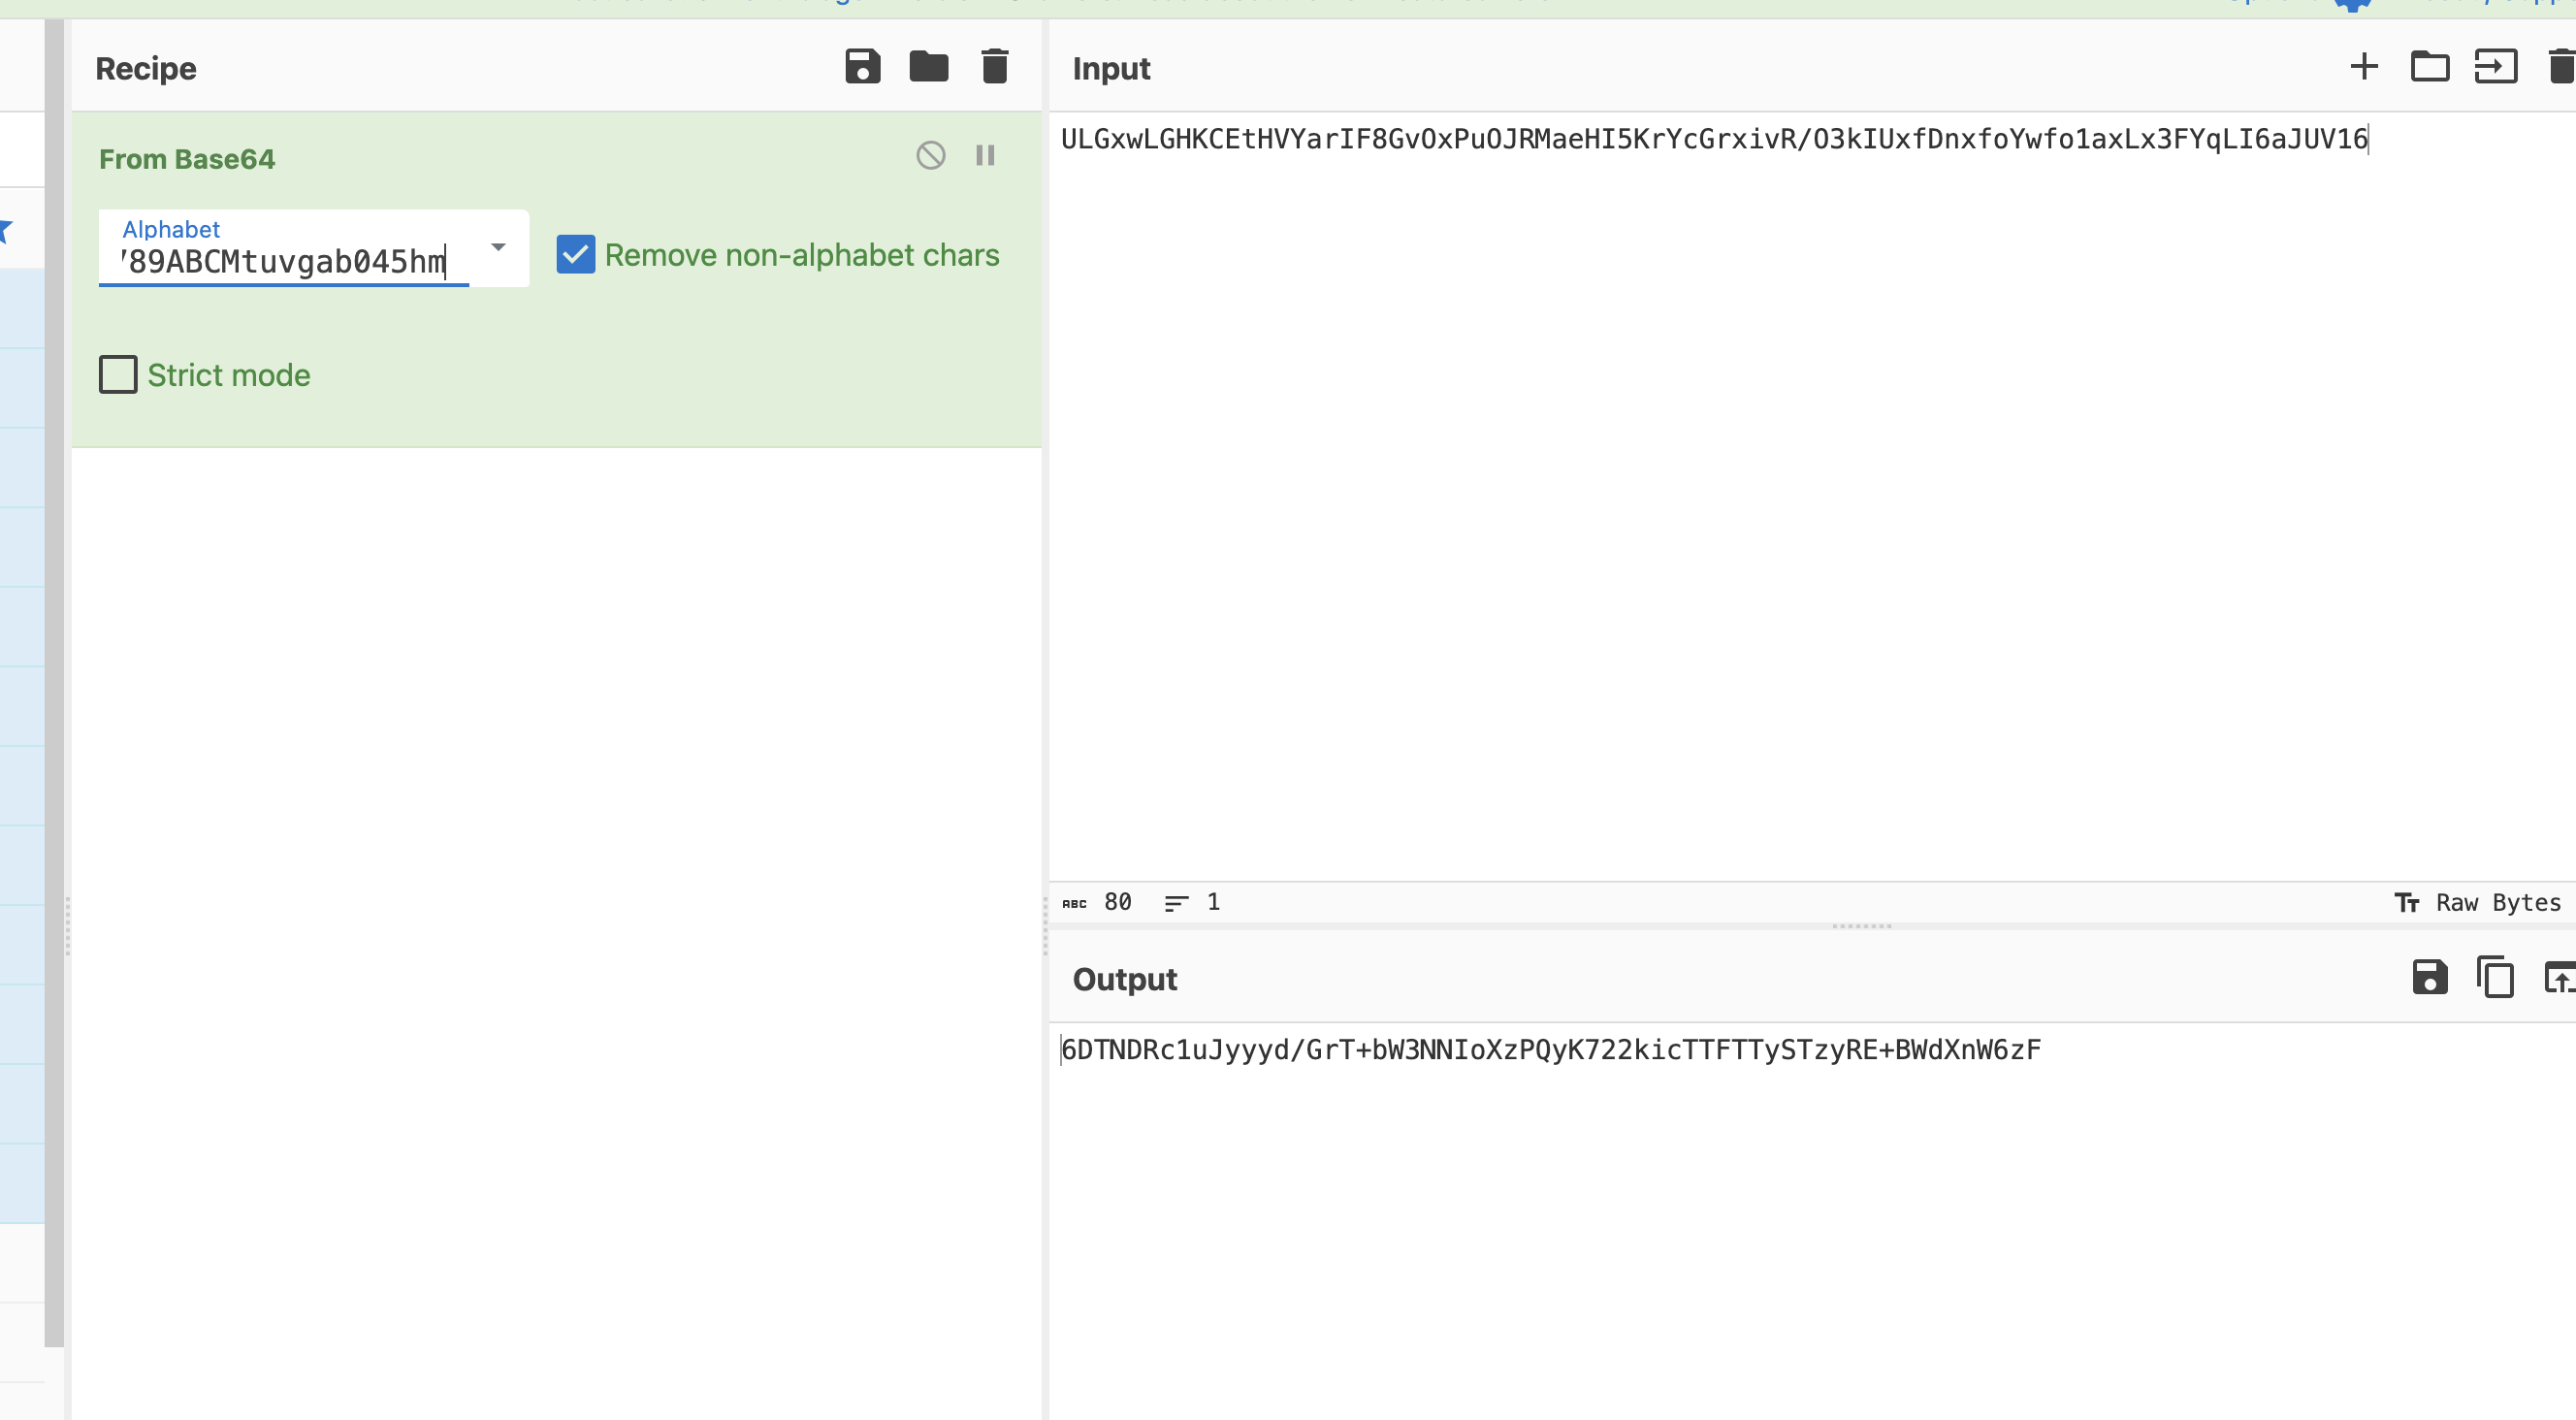 Recipe
From Base64
Alphabet
89ABCMtuvgab045hm
Remove non-alphabet chars
Strict mode
Input
ULGxwLGHKCEtHVYarIF8GvOxPuOJRMaeHI5KrYcGrxivR/O3kIUxfDnxfoYwfo1axLx3FYqLI6aJUV16
ABC 80 1
Raw Bytes
Output
6DTNDRc1uJyyyd/GrT+bW3NNIoXzPQyK722kicTTFTTySTzyRE+BWdXnW6zF